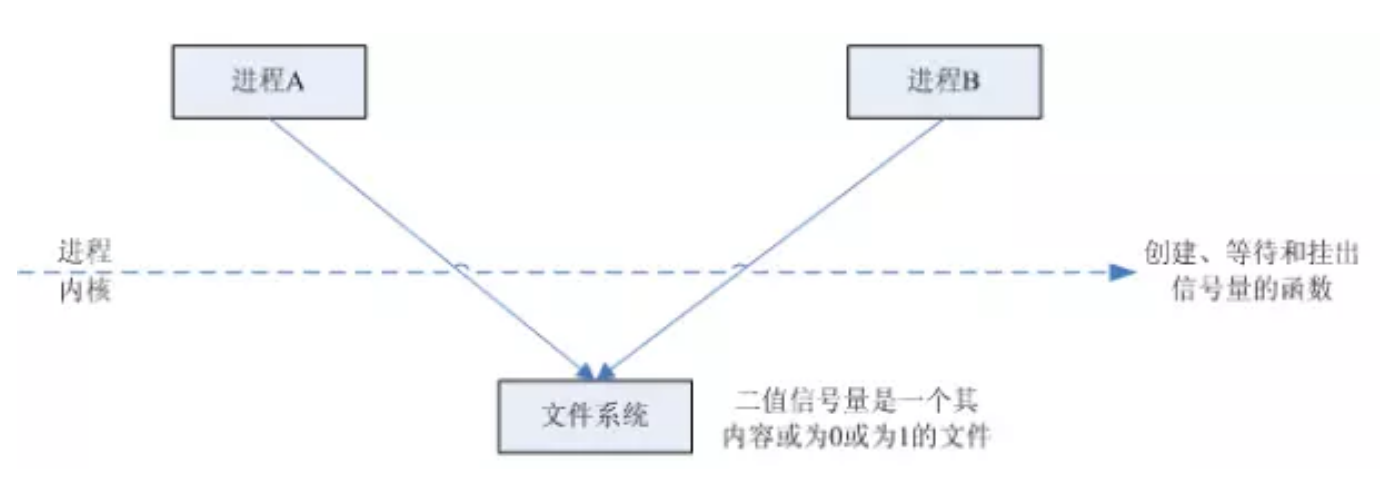 进程A
进程B
进程
内核
创建、等待和挂出
信号量的函数
文件系统
二值信号量是一个其
内容或为0或为1的文件